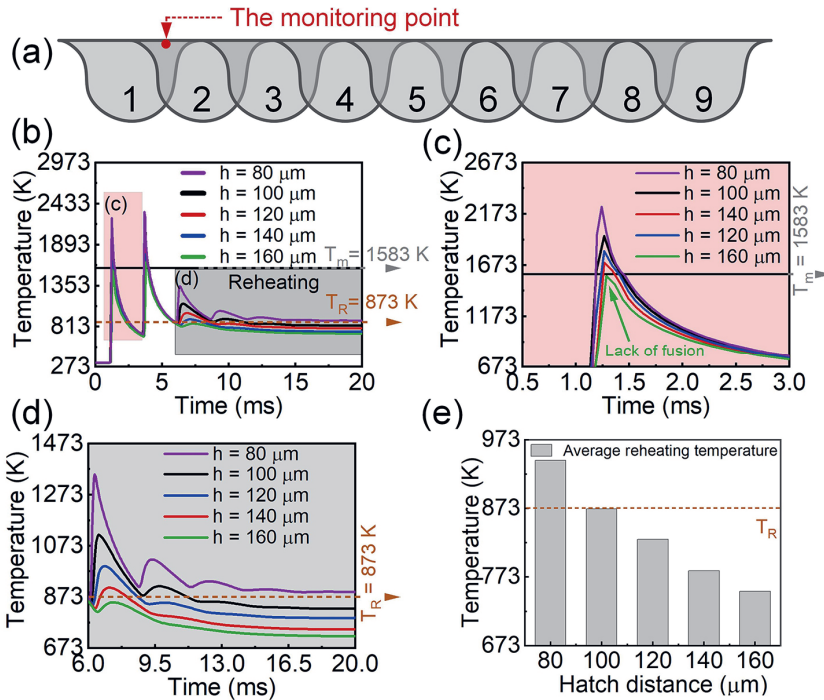 The monitoring point
(a)
1 2 3 4 5 6 7 8 9
(b)
Temperature (K)
2973
2433
1893
1353
813
273
(c)
h = 80 μm
h = 100 μm
h = 120 μm
h = 140 μm
h = 160 μm
Tm = 1583 K
(d)
Reheating
TR = 873 K
0 5 10 15 20
Time (ms)
(c)
Temperature (K)
2673
2173
1673
1173
673
h = 80 μm
h = 100 μm
h = 140 μm
h = 120 μm
h = 160 μm
Tm = 1583 K
Lack of fusion
0.5 1.0 1.5 2.0 2.5 3.0
Time (ms)
(d)
Temperature (K)
1473
1273
1073
873
673
h = 80 μm
h = 100 μm
h = 120 μm
h = 140 μm
h = 160 μm
TR = 873 K
6.0 9.5 13.0 16.5 20.0
Time (ms)
(e)
Temperature (K)
973
873
773
673
Average reheating temperature
TR
80 100 120 140 160
Hatch distance (μm)